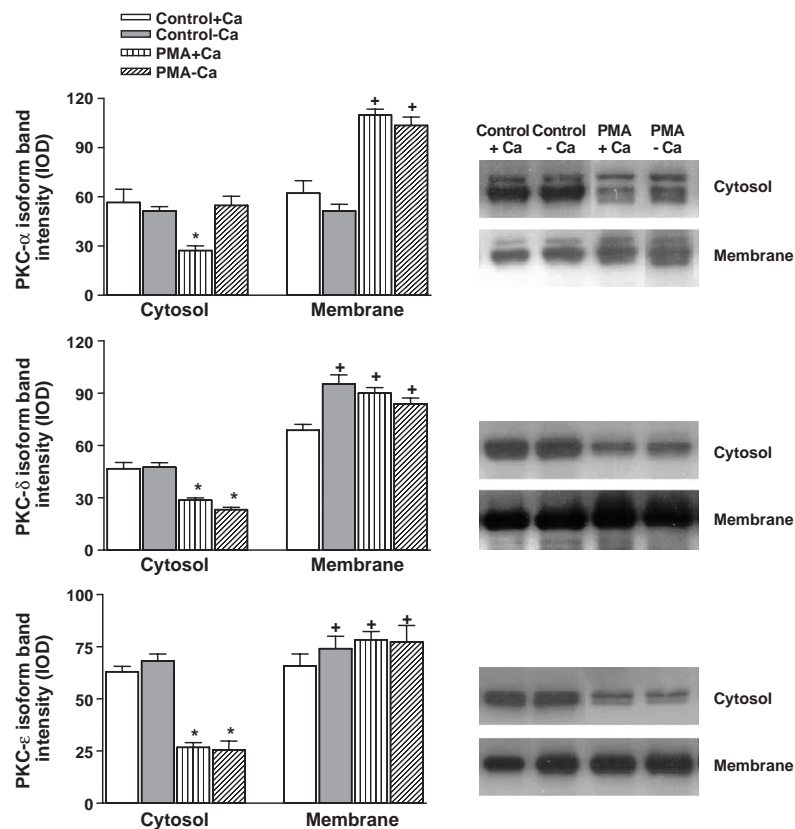 Control+Ca
Control-Ca
PMA+Ca
PMA-Ca
PKC-α isoform band
intensity (IOD)
120
90
60
30
0
*
+
+
Cytosol
Membrane
Control
+ Ca
Control
- Ca
PMA
+ Ca
PMA
- Ca
Cytosol
Membrane
PKC-δ isoform band
intensity (IOD)
120
90
60
30
0
*
*
+
+
+
Cytosol
Membrane
Cytosol
Membrane
PKC-ε isoform band
intensity (IOD)
100
75
50
25
0
*
*
+
+
+
Cytosol
Membrane
Cytosol
Membrane